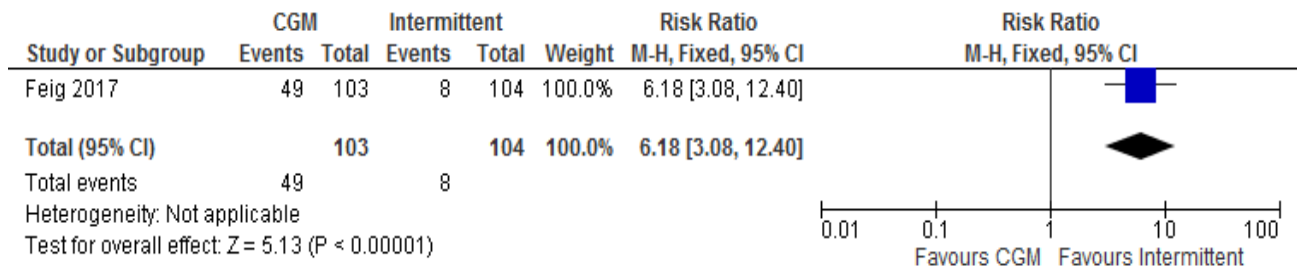 CGM Intermittent Risk Ratio Risk Ratio
Study or Subgroup Events Total Events Total Weight M-H, Fixed, 95% CI M-H, Fixed, 95% CI
Feig 2017 49 103 8 104 100.0% 6.18 [3.08, 12.40]
Total (95% CI) 103 104 100.0% 6.18 [3.08, 12.40]
Total events 49 8
Heterogeneity: Not applicable
Test for overall effect: Z = 5.13 (P < 0.00001)
0.01 0.1 1 10 100
Favours CGM Favours Intermittent